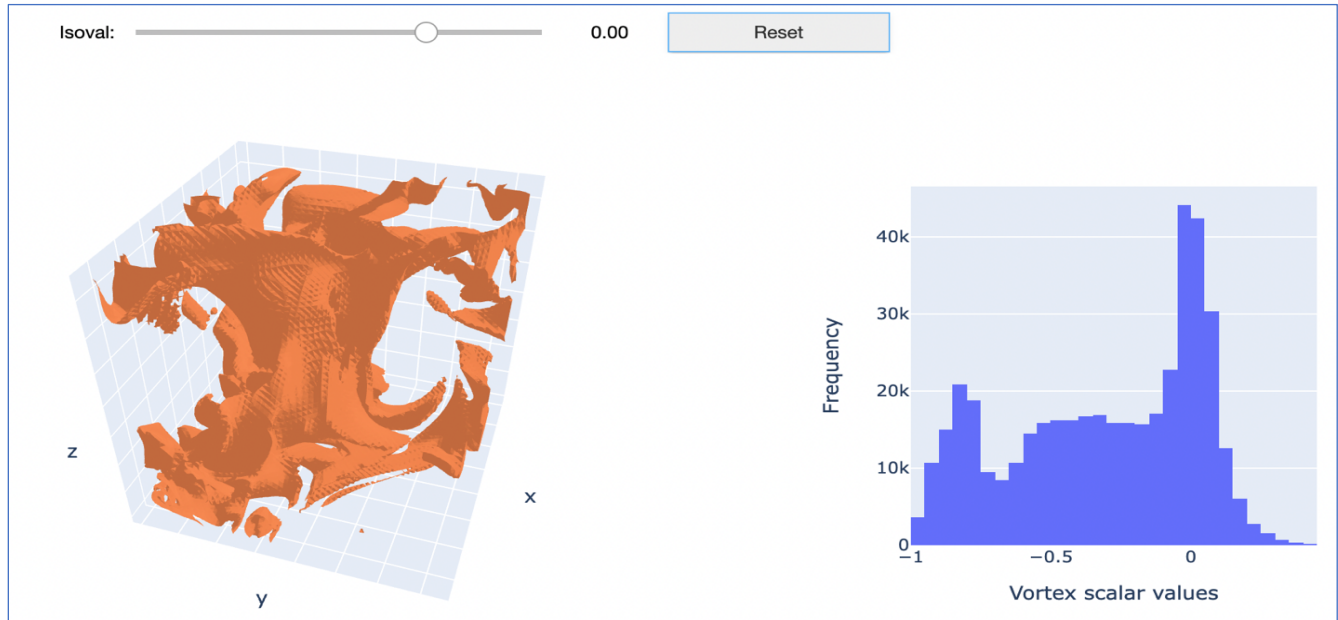 Isoval:
0.00
Reset
z
x
y
Frequency
40k
30k
20k
10k
0
−1
−0.5
0
Vortex scalar values